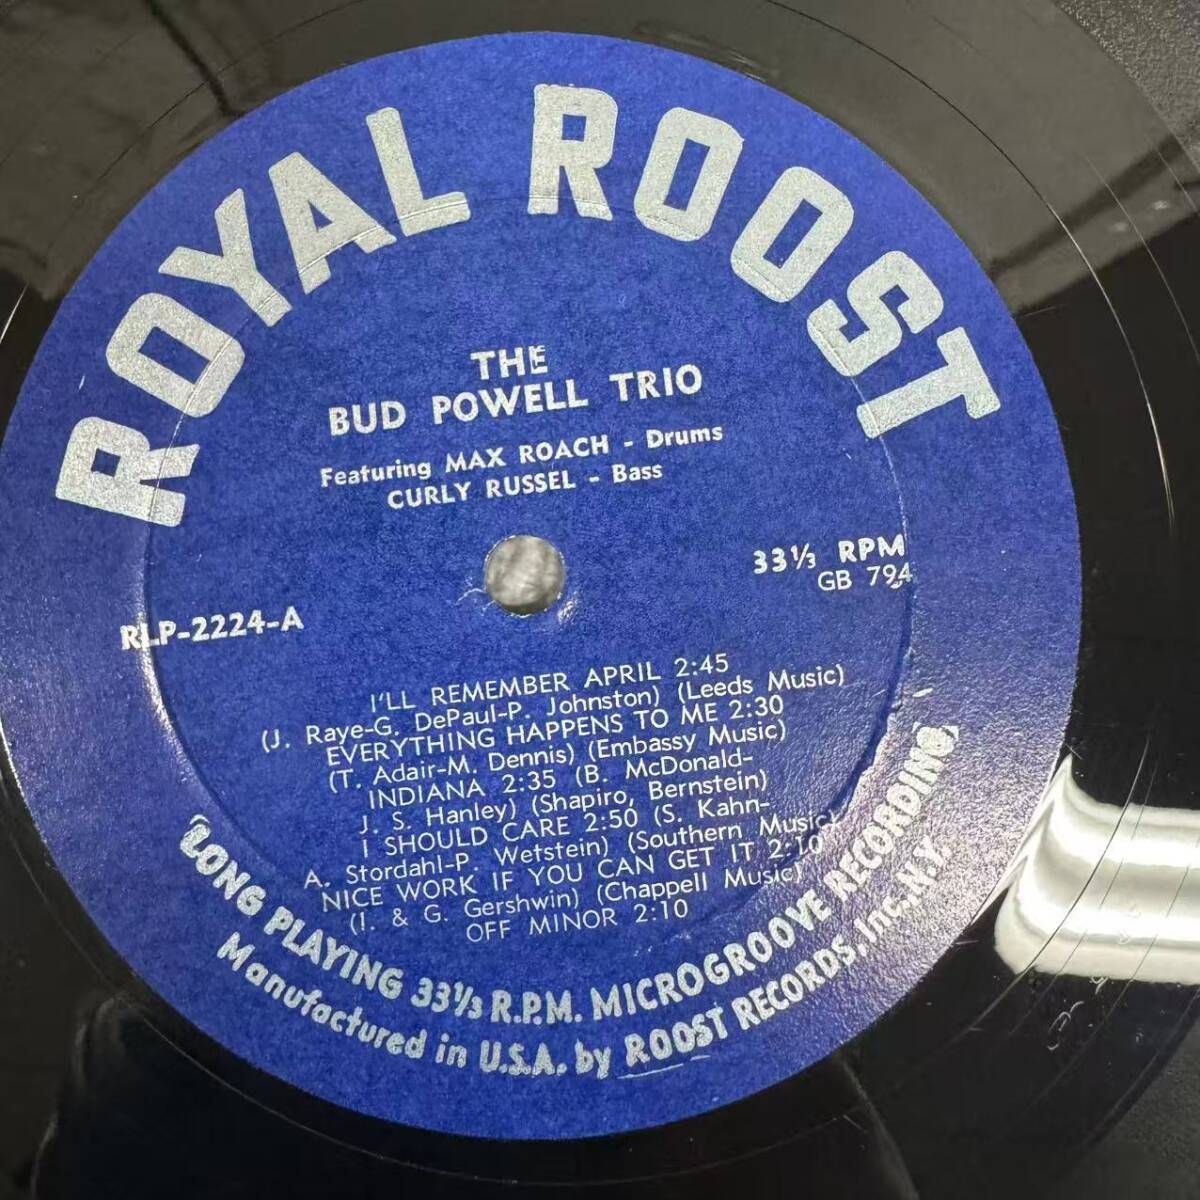 ROYAL ROOST
THE
BUD POWELL TRIO
Featuring MAX ROACH - Drums
CURLY RUSSEL - Bass
33⅓ RPM
GB 794
RLP-2224-A
I'LL REMEMBER APRIL 2:45
(J. Raye-G. DePaul-P. Johnston) (Leeds Music)
EVERYTHING HAPPENS TO ME 2:30
(T. Adair-M. Dennis) (Embassy Music)
INDIANA 2:35 (B. McDonald-
J. S. Hanley) (Shapiro, Bernstein)
I SHOULD CARE 2:50 (S. Kahn-
A. Stordahl-P. Wetstein) (Southern Music)
NICE WORK IF YOU CAN GET IT 2:10
(I. & G. Gershwin) (Chappell Music)
OFF MINOR 2:10
(LONG PLAYING 33⅓ R.P.M. MICROGROOVE RECORDING)
Manufactured in U.S.A. by ROOST RECORDS, Inc., N.Y.